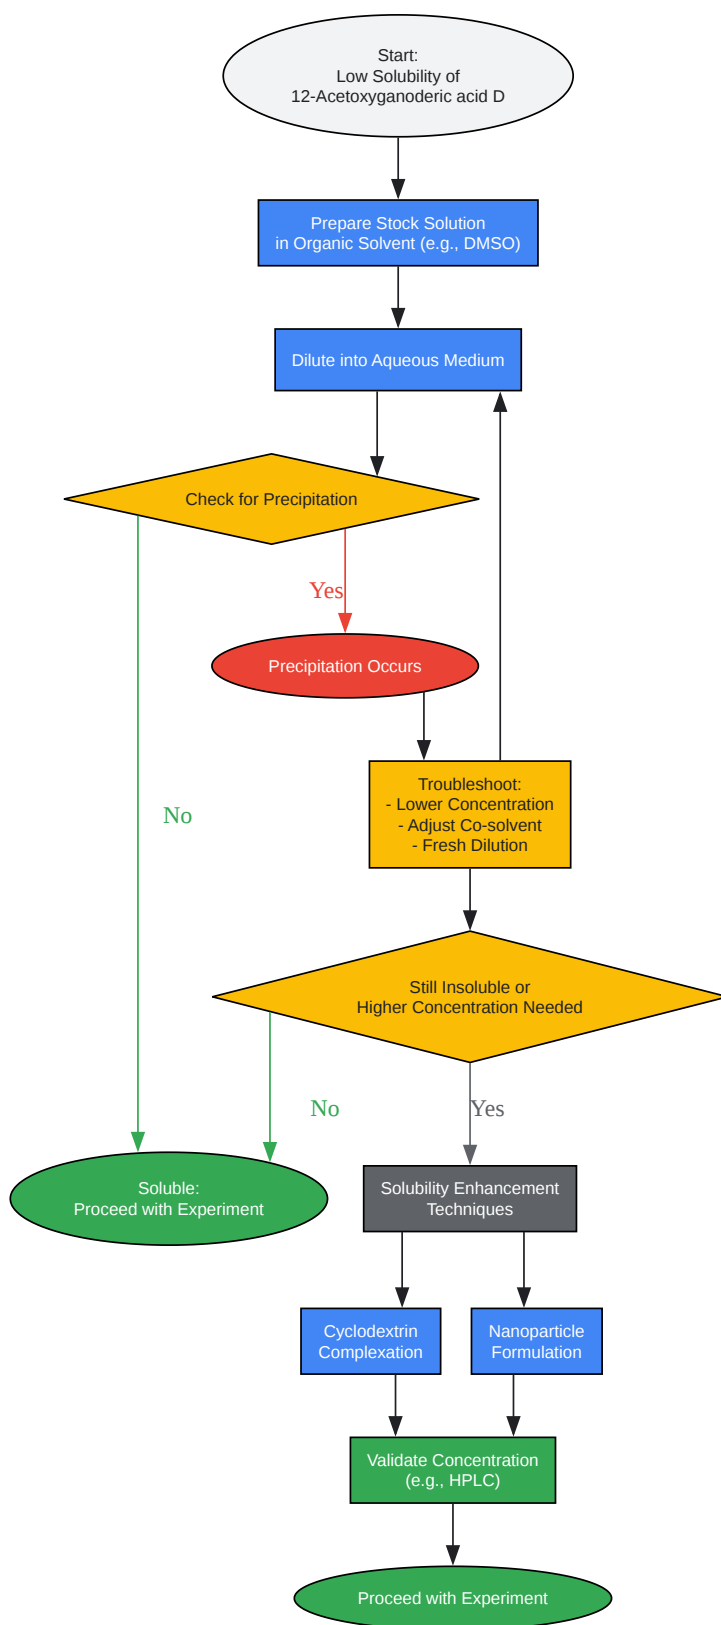 Start:
Low Solubility of
12-Acetoxyganoderic acid D
Prepare Stock Solution
in Organic Solvent (e.g., DMSO)
Dilute into Aqueous Medium
Check for Precipitation
Yes
Precipitation Occurs
Troubleshoot:
- Lower Concentration
- Adjust Co-solvent
- Fresh Dilution
No
Still Insoluble or
Higher Concentration Needed
No
Yes
Soluble:
Proceed with Experiment
Solubility Enhancement
Techniques
Cyclodextrin
Complexation
Nanoparticle
Formulation
Validate Concentration
(e.g., HPLC)
Proceed with Experiment